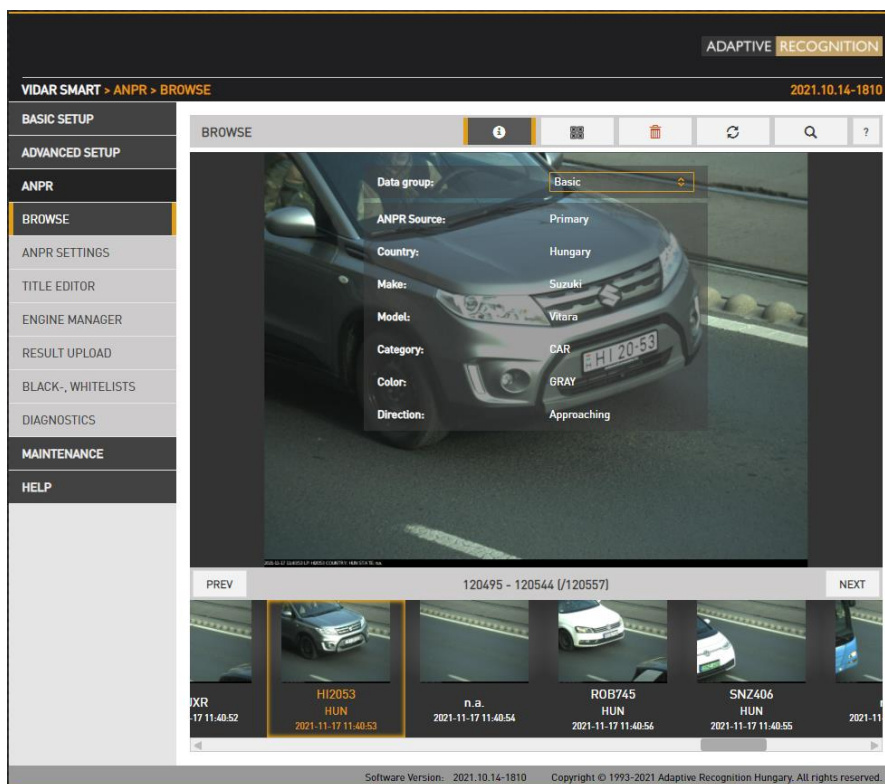 ADAPTIVE RECOGNITION
VIDAR SMART > ANPR > BROWSE 2021.10.14-1810
BASIC SETUP
ADVANCED SETUP
ANPR
BROWSE
ANPR SETTINGS
TITLE EDITOR
ENGINE MANAGER
RESULT UPLOAD
BLACK-, WHITELISTS
DIAGNOSTICS
MAINTENANCE
HELP
BROWSE ?
Data group: Basic
ANPR Source: Primary
Country: Hungary
Make: Suzuki
Model: Vitara
Category: CAR
Color: GRAY
Direction: Approaching
HI 20-53
PREV 120495 - 120544 (/120557) NEXT
HI2053
HUN
2021-11-17 11:40:53
n.a.
2021-11-17 11:40:54
ROB745
HUN
2021-11-17 11:40:56
SNZ406
HUN
2021-11-17 11:40:55
Software Version: 2021.10.14-1810 Copyright © 1993-2021 Adaptive Recognition Hungary. All rights reserved.